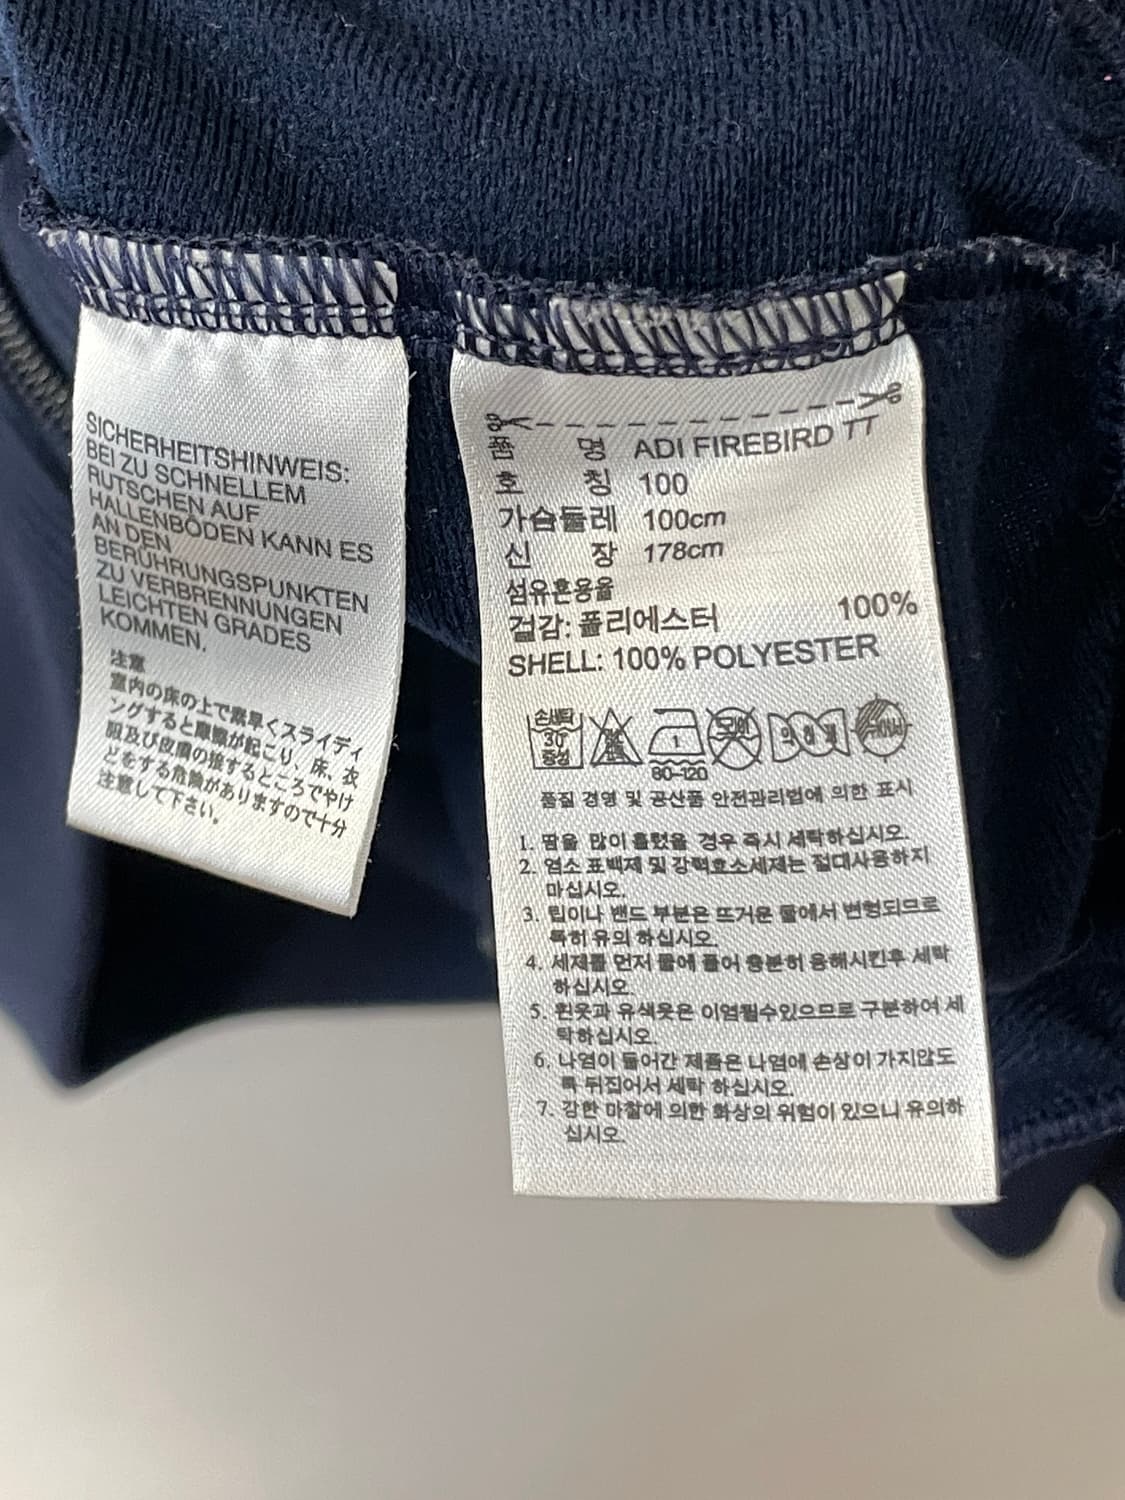 SICHERHEITSHINWEIS:
BEI ZU SCHNELLEM
RUTSCHEN AUF
HALLENBÖDEN KANN ES
AN DEN
BERÜHRUNGSPUNKTEN
ZU VERBRENNUNGEN
LEICHTEN GRADES
KOMMEN.
注意
室内の床の上で素早くスライディ
ングすると摩擦が起こり、床、衣
服及び皮膚の接するところでやけ
どをする危険がありますので十分
注意して下さい。
품 명 ADI FIREBIRD TT
호 칭 100
가슴둘레 100cm
신 장 178cm
섬유혼용율
겉감: 폴리에스터 100%
SHELL: 100% POLYESTER
손세탁
30°
중성
1
80-120
품질 경영 및 공산품 안전관리법에 의한 표시
1. 땀을 많이 흘렸을 경우 즉시 세탁하십시오.
2. 염소 표백제 및 강력효소세제는 절대사용하지
마십시오.
3. 립이나 밴드 부분은 뜨거운 물에서 변형되므로
특히 유의 하십시오.
4. 세제를 먼저 물에 풀어 충분히 용해시킨후 세탁
하십시오.
5. 흰옷과 유색옷은 이염될수있으므로 구분하여 세
탁하십시오.
6. 나염이 들어간 제품은 나염에 손상이 가지않도
록 뒤집어서 세탁 하십시오.
7. 강한 마찰에 의한 화상의 위험이 있으니 유의하
십시오.